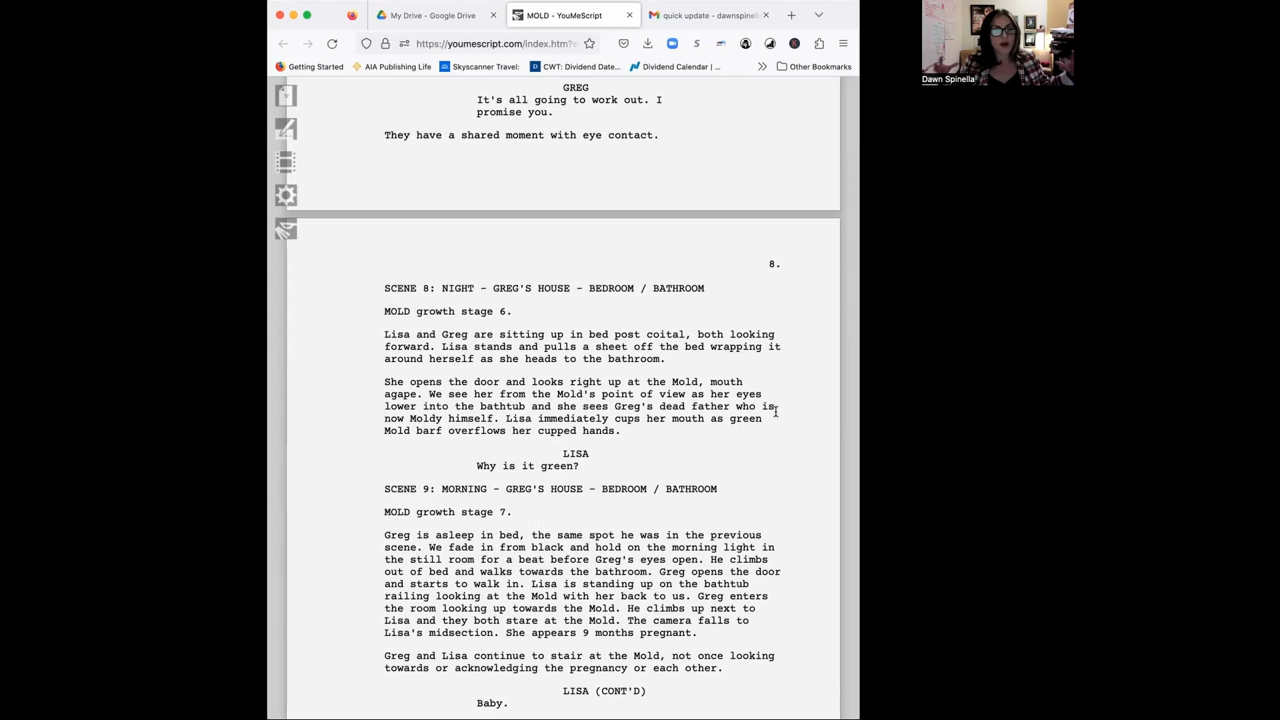 My Drive - Google Drive
MOLD - YouMeScript
quick update - dawnspinell
https://youmescript.com/index.htm?s
Getting Started
AIA Publishing Life
Skyscanner Travel:
CWT: Dividend Date...
Dividend Calendar | ...
Other Bookmarks
Dawn Spinella
GREG
It's all going to work out. I
promise you.
They have a shared moment with eye contact.
8.
SCENE 8: NIGHT - GREG'S HOUSE - BEDROOM / BATHROOM
MOLD growth stage 6.
Lisa and Greg are sitting up in bed post coital, both looking
forward. Lisa stands and pulls a sheet off the bed wrapping it
around herself as she heads to the bathroom.
She opens the door and looks right up at the Mold, mouth
agape. We see her from the Mold's point of view as her eyes
lower into the bathtub and she sees Greg's dead father who is
now Moldy himself. Lisa immediately cups her mouth as green
Mold barf overflows her cupped hands.
LISA
Why is it green?
SCENE 9: MORNING - GREG'S HOUSE - BEDROOM / BATHROOM
MOLD growth stage 7.
Greg is asleep in bed, the same spot he was in the previous
scene. We fade in from black and hold on the morning light in
the still room for a beat before Greg's eyes open. He climbs
out of bed and walks towards the bathroom. Greg opens the door
and starts to walk in. Lisa is standing up on the bathtub
railing looking at the Mold with her back to us. Greg enters
the room looking up towards the Mold. He climbs up next to
Lisa and they both stare at the Mold. The camera falls to
Lisa's midsection. She appears 9 months pregnant.
Greg and Lisa continue to stair at the Mold, not once looking
towards or acknowledging the pregnancy or each other.
LISA (CONT'D)
Baby.